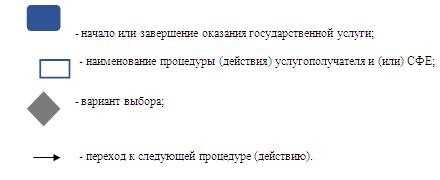 - начало или завершение оказания государственной услуги;
- наименование процедуры (действия) услугополучателя и (или) СФЕ;
- вариант выбора;
- переход к следующей процедуре (действию).